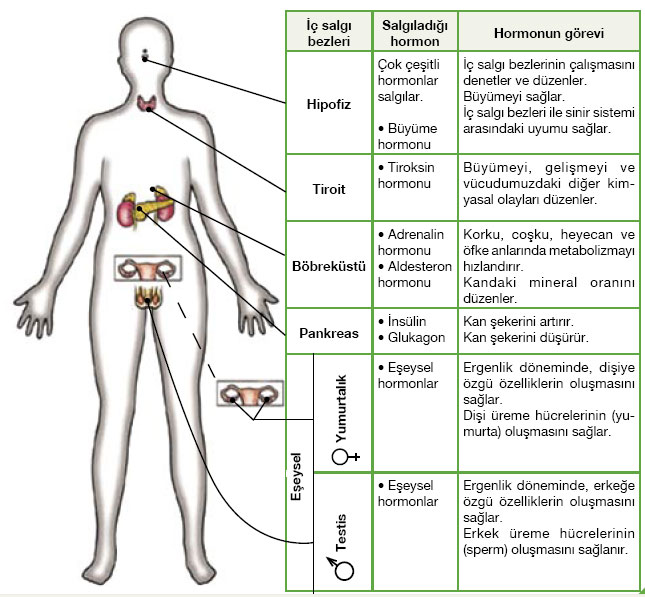 İç salgı
bezleri
Salgıladığı
hormon
Hormonun görevi
Hipofiz
Çok çeşitli
hormonlar
salgılar.
• Büyüme
hormonu
İç salgı bezlerinin çalışmasını
denetler ve düzenler.
Büyümeyi sağlar.
İç salgı bezleri ile sinir sistemi
arasındaki uyumu sağlar.
Tiroit
• Tiroksin
hormonu
Büyümeyi, gelişmeyi ve
vücudumuzdaki diğer kim-
yasal olayları düzenler.
Böbreküstü
• Adrenalin
hormonu
• Aldesteron
hormonu
Korku, coşku, heyecan ve
öfke anlarında metabolizmayı
hızlandırır.
Kandaki mineral oranını
düzenler.
Pankreas
• İnsülin
• Glukagon
Kan şekerini artırır.
Kan şekerini düşürür.
Eşeysel
Yumurtalık
• Eşeysel
hormonlar
Ergenlik döneminde, dişiye
özgü özelliklerin oluşmasını
sağlar.
Dişi üreme hücrelerinin (yu-
murta) oluşmasını sağlar.
Testis
• Eşeysel
hormonlar
Ergenlik döneminde, erkeğe
özgü özelliklerin oluşmasını
sağlar.
Erkek üreme hücrelerinin
(sperm) oluşmasını sağlanır.